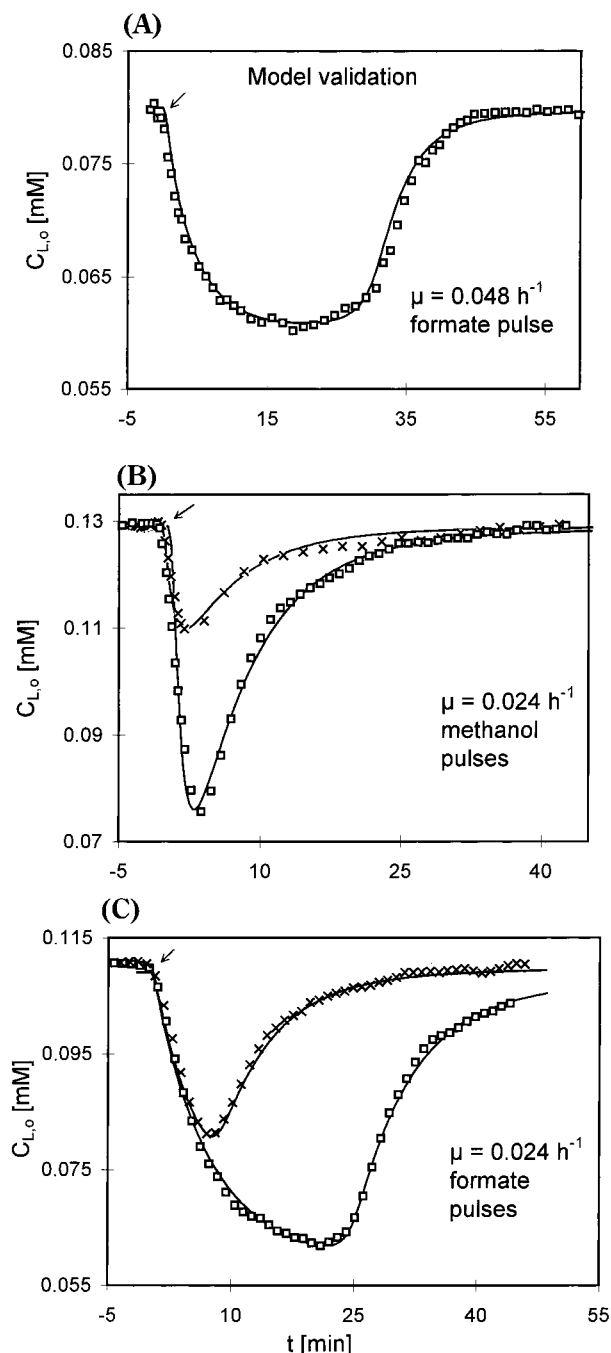 (A)
0.085
Model validation
0.075
C_L,o [mM]
0.065
μ = 0.048 h⁻¹
formate pulse
0.055
-5 15 35 55
(B)
0.13
0.11
C_L,o [mM]
0.09
μ = 0.024 h⁻¹
methanol
pulses
0.07
-5 10 25 40
(C)
0.115
0.095
C_L,o [mM]
0.075
μ = 0.024 h⁻¹
formate
pulses
0.055
-5 10 25 40 55
t [min]